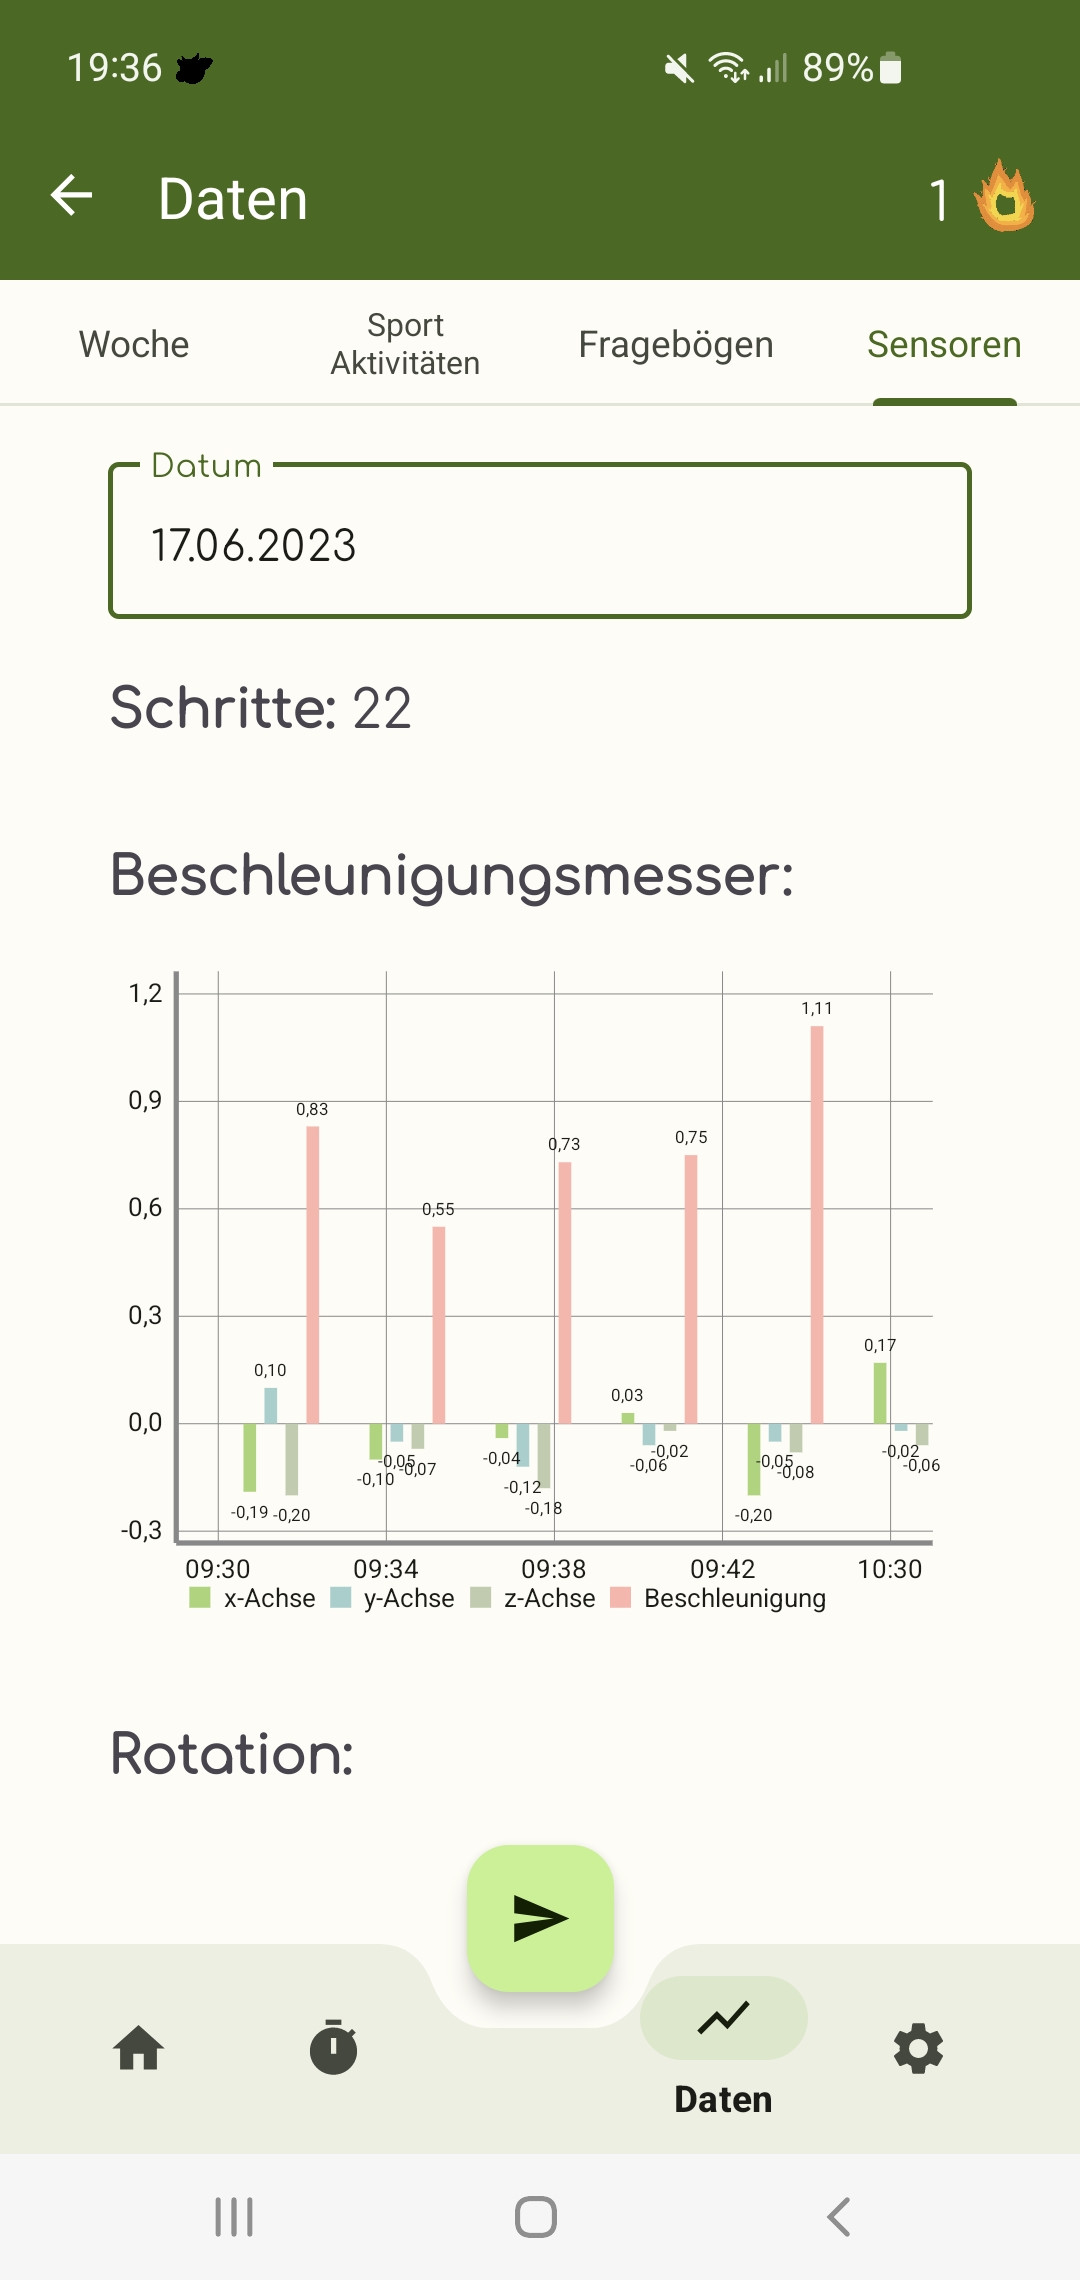 19:36
89%
Daten
1
Woche
Sport
Aktivitäten
Fragebögen
Sensoren
Datum
17.06.2023
Schritte: 22
Beschleunigungsmesser:
1,2
0,9
0,6
0,3
0,0
-0,3
0,83
0,55
0,73
0,75
1,11
0,10
0,03
0,17
-0,19
-0,20
-0,10
-0,05
-0,07
-0,04
-0,12
-0,18
-0,06
-0,02
-0,20
-0,05
-0,08
-0,02
-0,06
09:30 09:34 09:38 09:42 10:30
x-Achse y-Achse z-Achse Beschleunigung
Rotation:
Daten